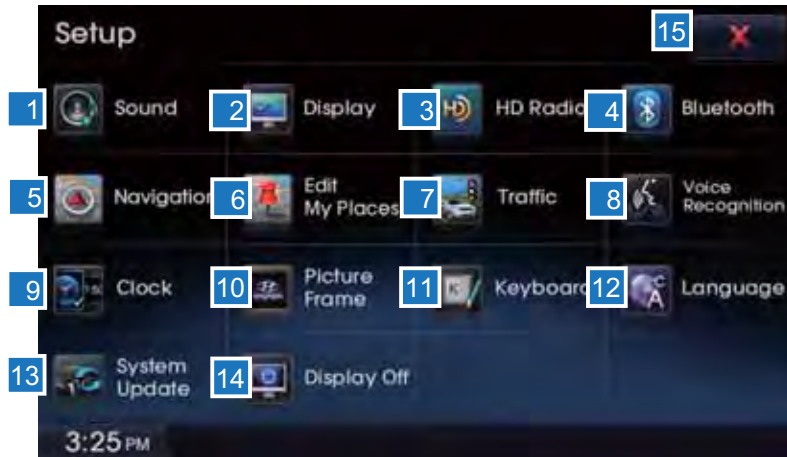 Setup
15
1 Sound
2 Display
3 HD Radio
4 Bluetooth
5 Navigation
6 Edit My Places
7 Traffic
8 Voice Recognition
9 Clock
10 Picture Frame
11 Keyboard
12 Language
13 System Update
14 Display Off
3:25 PM